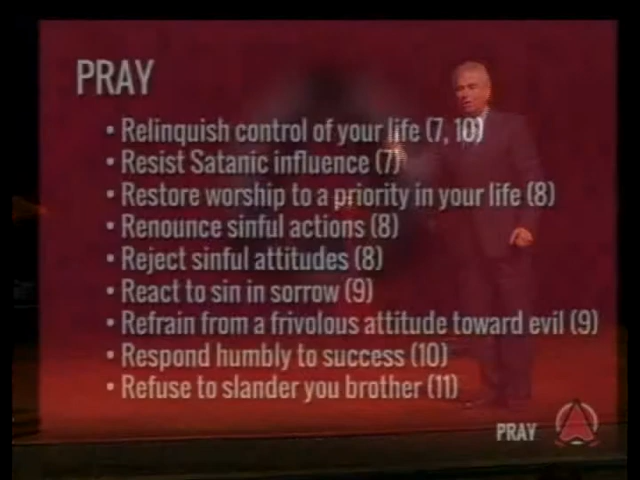 PRAY
• Relinquish control of your life (7, 10)
• Resist Satanic influence (7)
• Restore worship to a priority in your life (8)
• Renounce sinful actions (8)
• Reject sinful attitudes (8)
• React to sin in sorrow (9)
• Refrain from a frivolous attitude toward evil (9)
• Respond humbly to success (10)
• Refuse to slander you brother (11)
PRAY